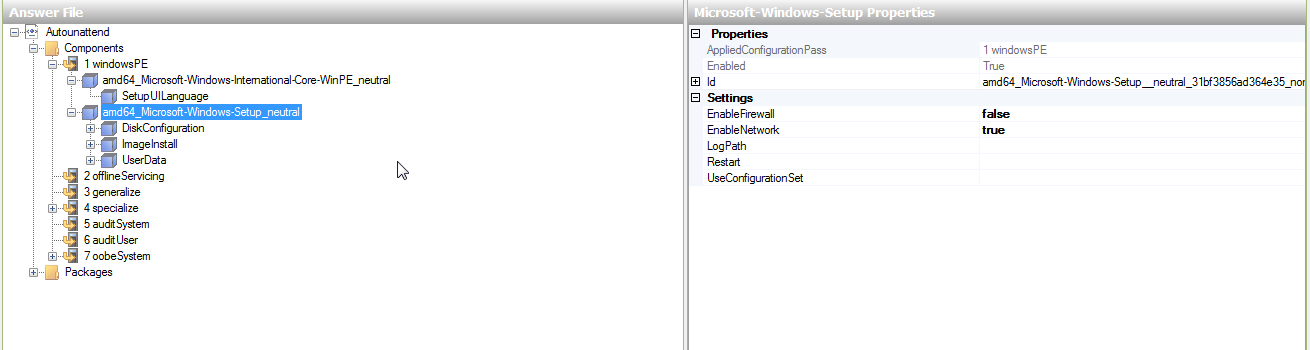 Answer File
Autounattend
Components
1 windowsPE
amd64_Microsoft-Windows-International-Core-WinPE_neutral
SetupUILanguage
amd64_Microsoft-Windows-Setup_neutral
DiskConfiguration
ImageInstall
UserData
2 offlineServicing
3 generalize
4 specialize
5 auditSystem
6 auditUser
7 oobeSystem
Packages
Microsoft-Windows-Setup Properties
Properties
AppliedConfigurationPass 1 windowsPE
Enabled True
Id amd64_Microsoft-Windows-Setup__neutral_31bf3856ad364e35_nor
Settings
EnableFirewall false
EnableNetwork true
LogPath
Restart
UseConfigurationSet